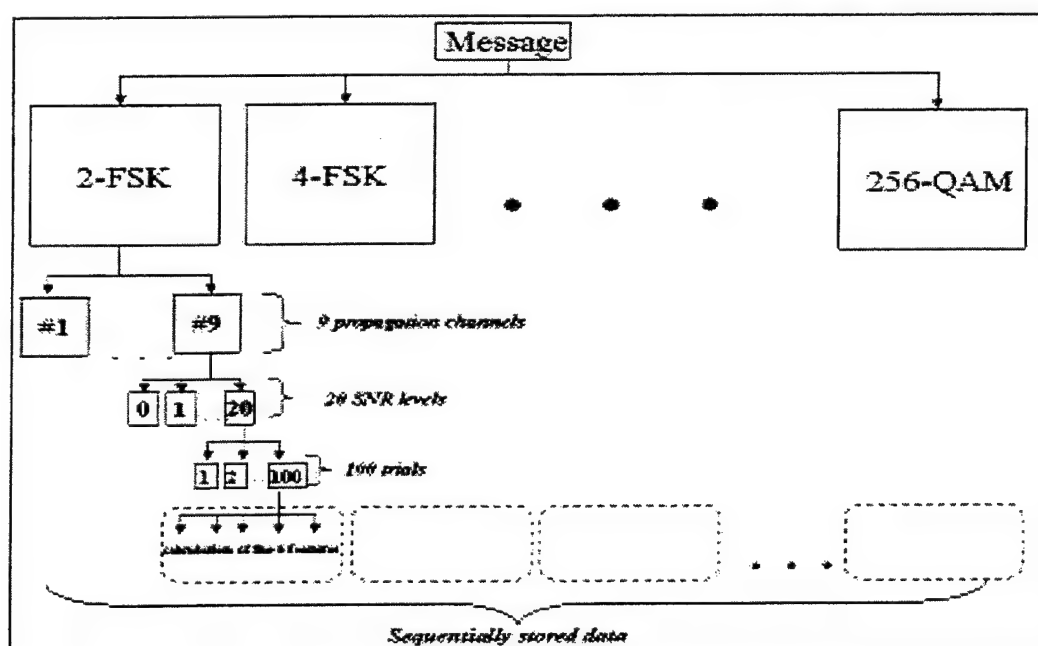 Message
2-FSK
4-FSK
256-QAM
#1
#9
9 propagation channels
0
1
20
20 SNR levels
1
2
100
100 trials
calculation of the
Sequentially stored data